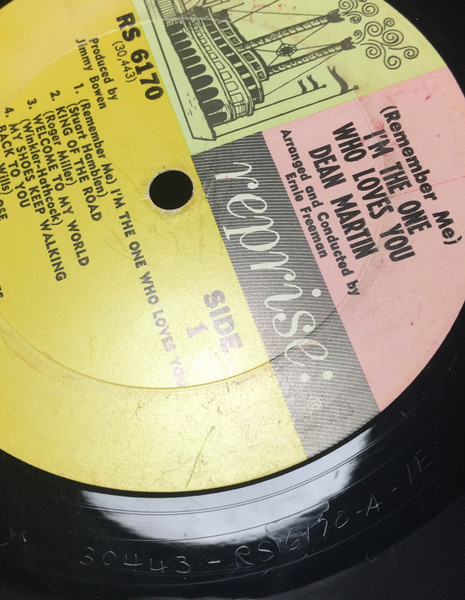 RS 6170
(30,443)
Produced by
Jimmy Bowen
1. (Remember Me) I'M THE ONE WHO LOVES YOU
(Stuart Hamblen)
2. KING OF THE ROAD
(Roger Miller)
3. WELCOME TO MY WORLD
(Winkler-Hathcock)
4. MY SHOES KEEP WALKING
BACK TO YOU
Wills)
(Remember Me)
I'M THE ONE
WHO LOVES YOU
DEAN MARTIN
Arranged and Conducted by
Ernie Freeman
reprise:
®
SIDE
1
30443-RS6170-A-1E